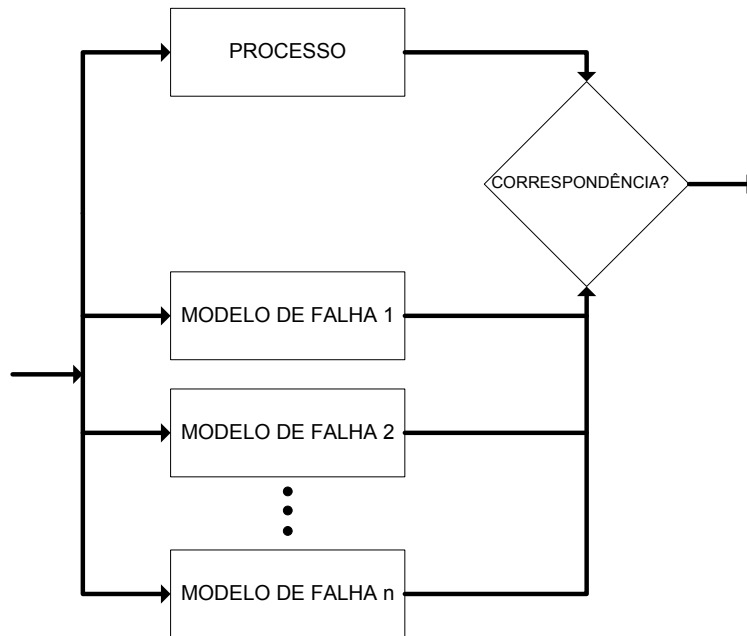 PROCESSO
CORRESPONDÊNCIA?
MODELO DE FALHA 1
MODELO DE FALHA 2
MODELO DE FALHA n